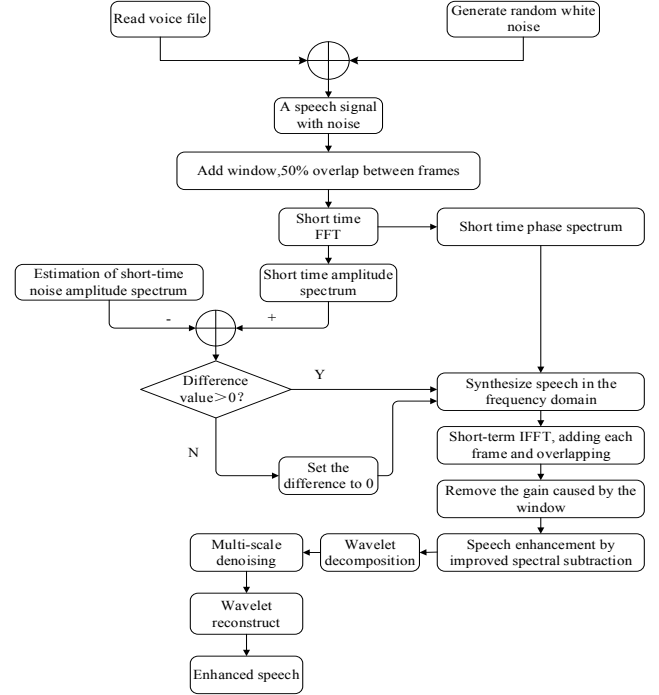 Read voice file
Generate random white
noise
A speech signal
with noise
Add window,50% overlap between frames
Short time
FFT
Short time phase spectrum
Estimation of short-time
noise amplitude spectrum
Short time amplitude
spectrum
-
+
Difference
value>0?
Y
N
Set the
difference to 0
Synthesize speech in the
frequency domain
Short-term IFFT, adding each
frame and overlapping
Remove the gain caused by the
window
Speech enhancement by
improved spectral subtraction
Wavelet
decomposition
Multi-scale
denoising
Wavelet
reconstruct
Enhanced speech